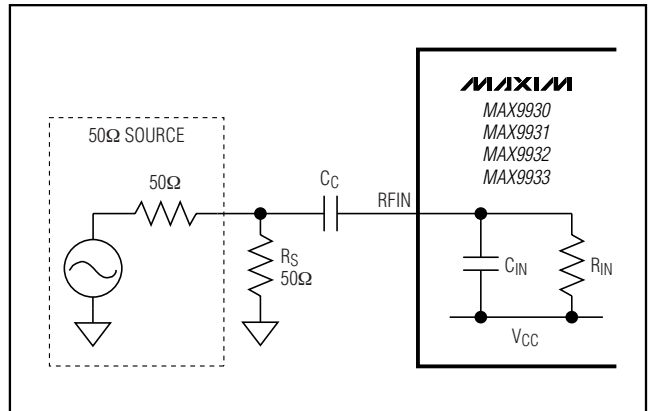 MAXIM
MAX9930
MAX9931
MAX9932
MAX9933
50Ω SOURCE
50Ω
CC
RFIN
RS
50Ω
CIN
RIN
VCC